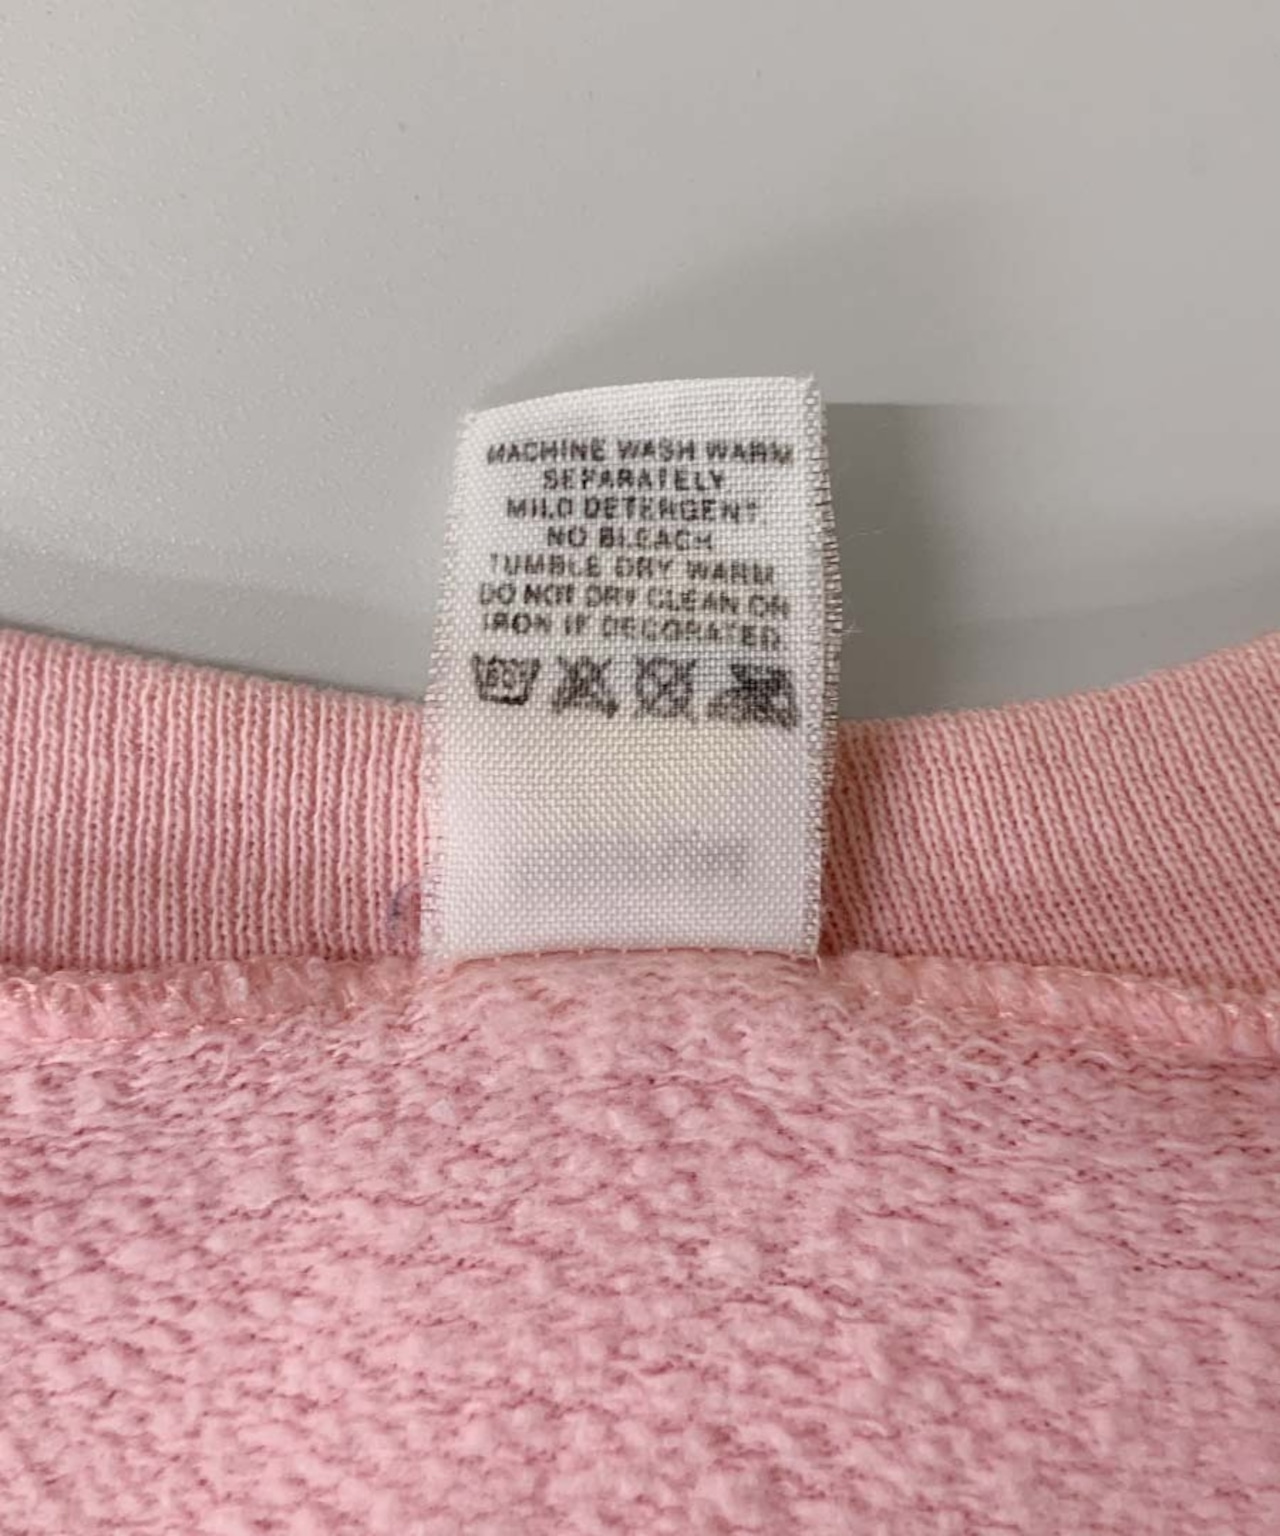 MACHINE WASH WARM
SEPARATELY
MILD DETERGENT.
NO BLEACH
TUMBLE DRY WARM
DO NOT DRY CLEAN OR
IRON IF DECORATED